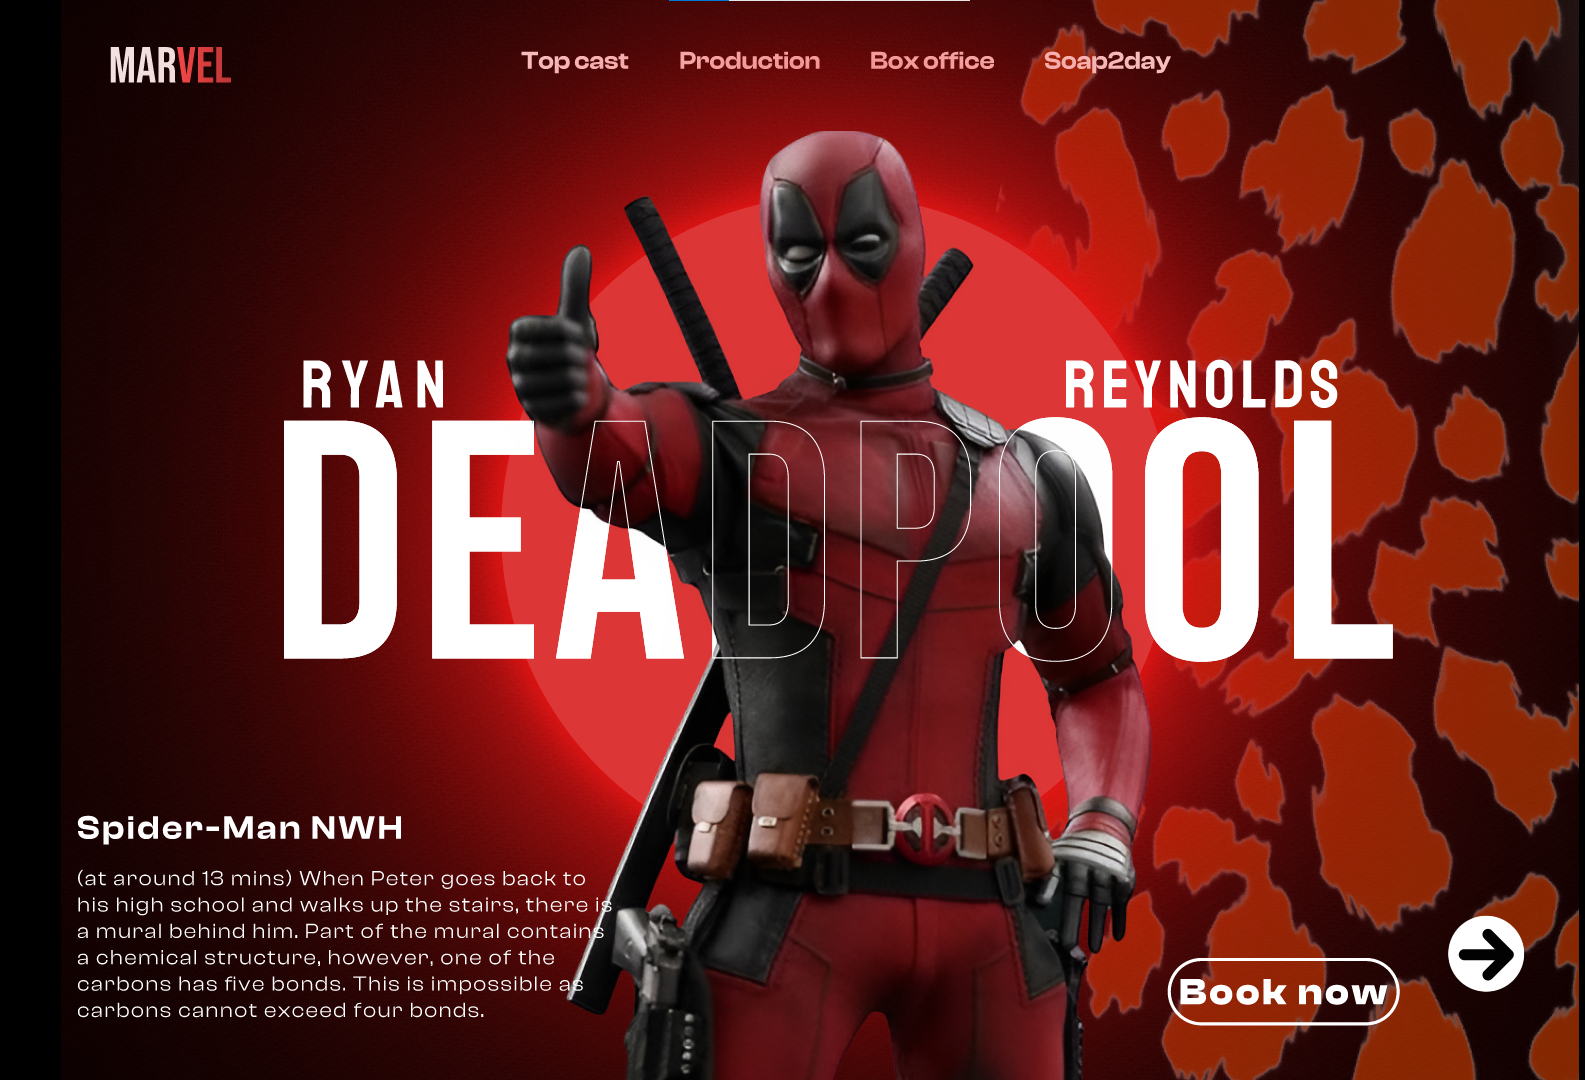 MARVEL
Top cast
Production
Box office
Soap2day
RYAN
REYNOLDS
DEADPOOL
Spider-Man NWH
(at around 13 mins) When Peter goes back to
his high school and walks up the stairs, there is
a mural behind him. Part of the mural contains
a chemical structure, however, one of the
carbons has five bonds. This is impossible as
carbons cannot exceed four bonds.
Book now